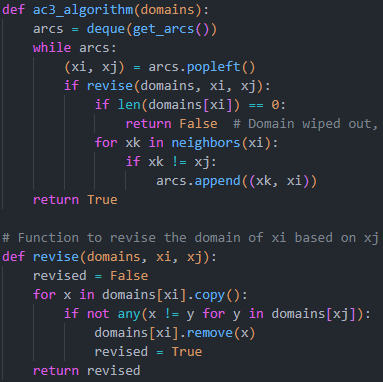 def ac3_algorithm(domains):
    arcs = deque(get_arcs())
    while arcs:
        (xi, xj) = arcs.popleft()
        if revise(domains, xi, xj):
            if len(domains[xi]) == 0:
                return False  # Domain wiped out,
            for xk in neighbors(xi):
                if xk != xj:
                    arcs.append((xk, xi))
    return True

# Function to revise the domain of xi based on xj
def revise(domains, xi, xj):
    revised = False
    for x in domains[xi].copy():
        if not any(x != y for y in domains[xj]):
            domains[xi].remove(x)
            revised = True
    return revised